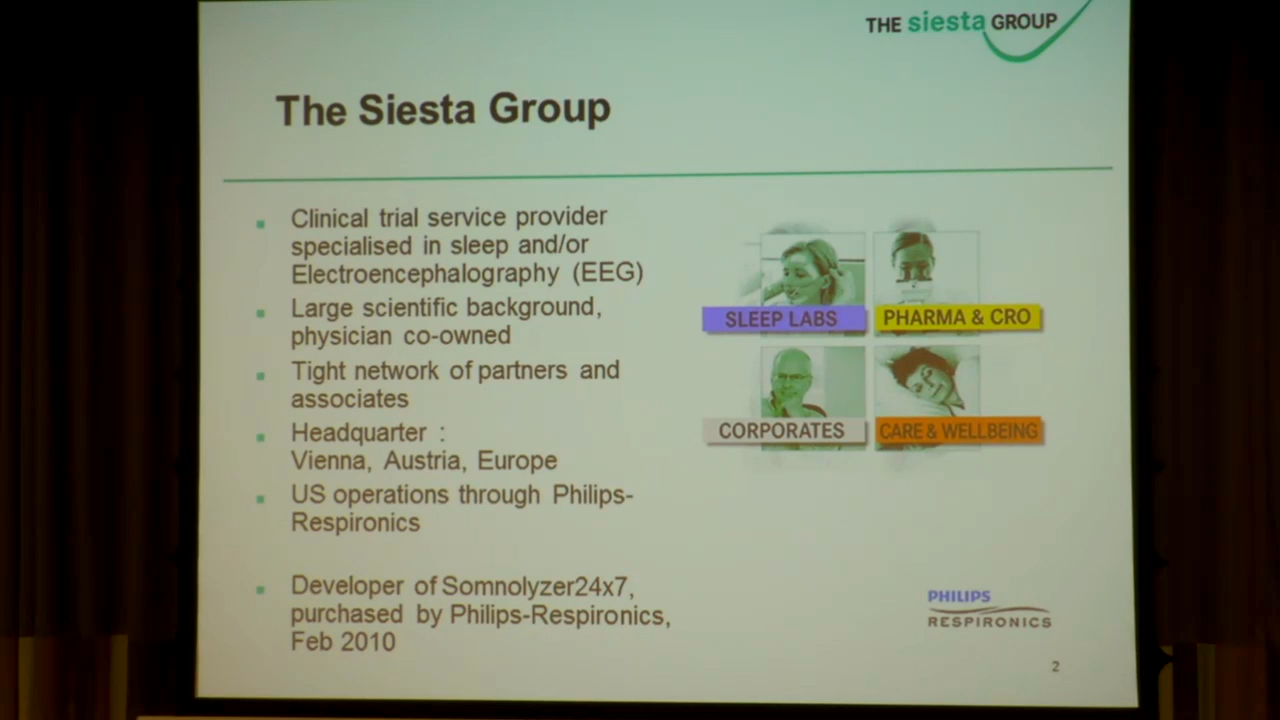 THE siesta GROUP
The Siesta Group
Clinical trial service provider
specialised in sleep and/or
Electroencephalography (EEG)
Large scientific background,
physician co-owned
Tight network of partners and
associates
Headquarter :
Vienna, Austria, Europe
US operations through Philips-
Respironics
Developer of Somnolyzer24x7,
purchased by Philips-Respironics,
Feb 2010
SLEEP LABS
PHARMA & CRO
CORPORATES
CARE & WELLBEING
PHILIPS
RESPIRONICS
2